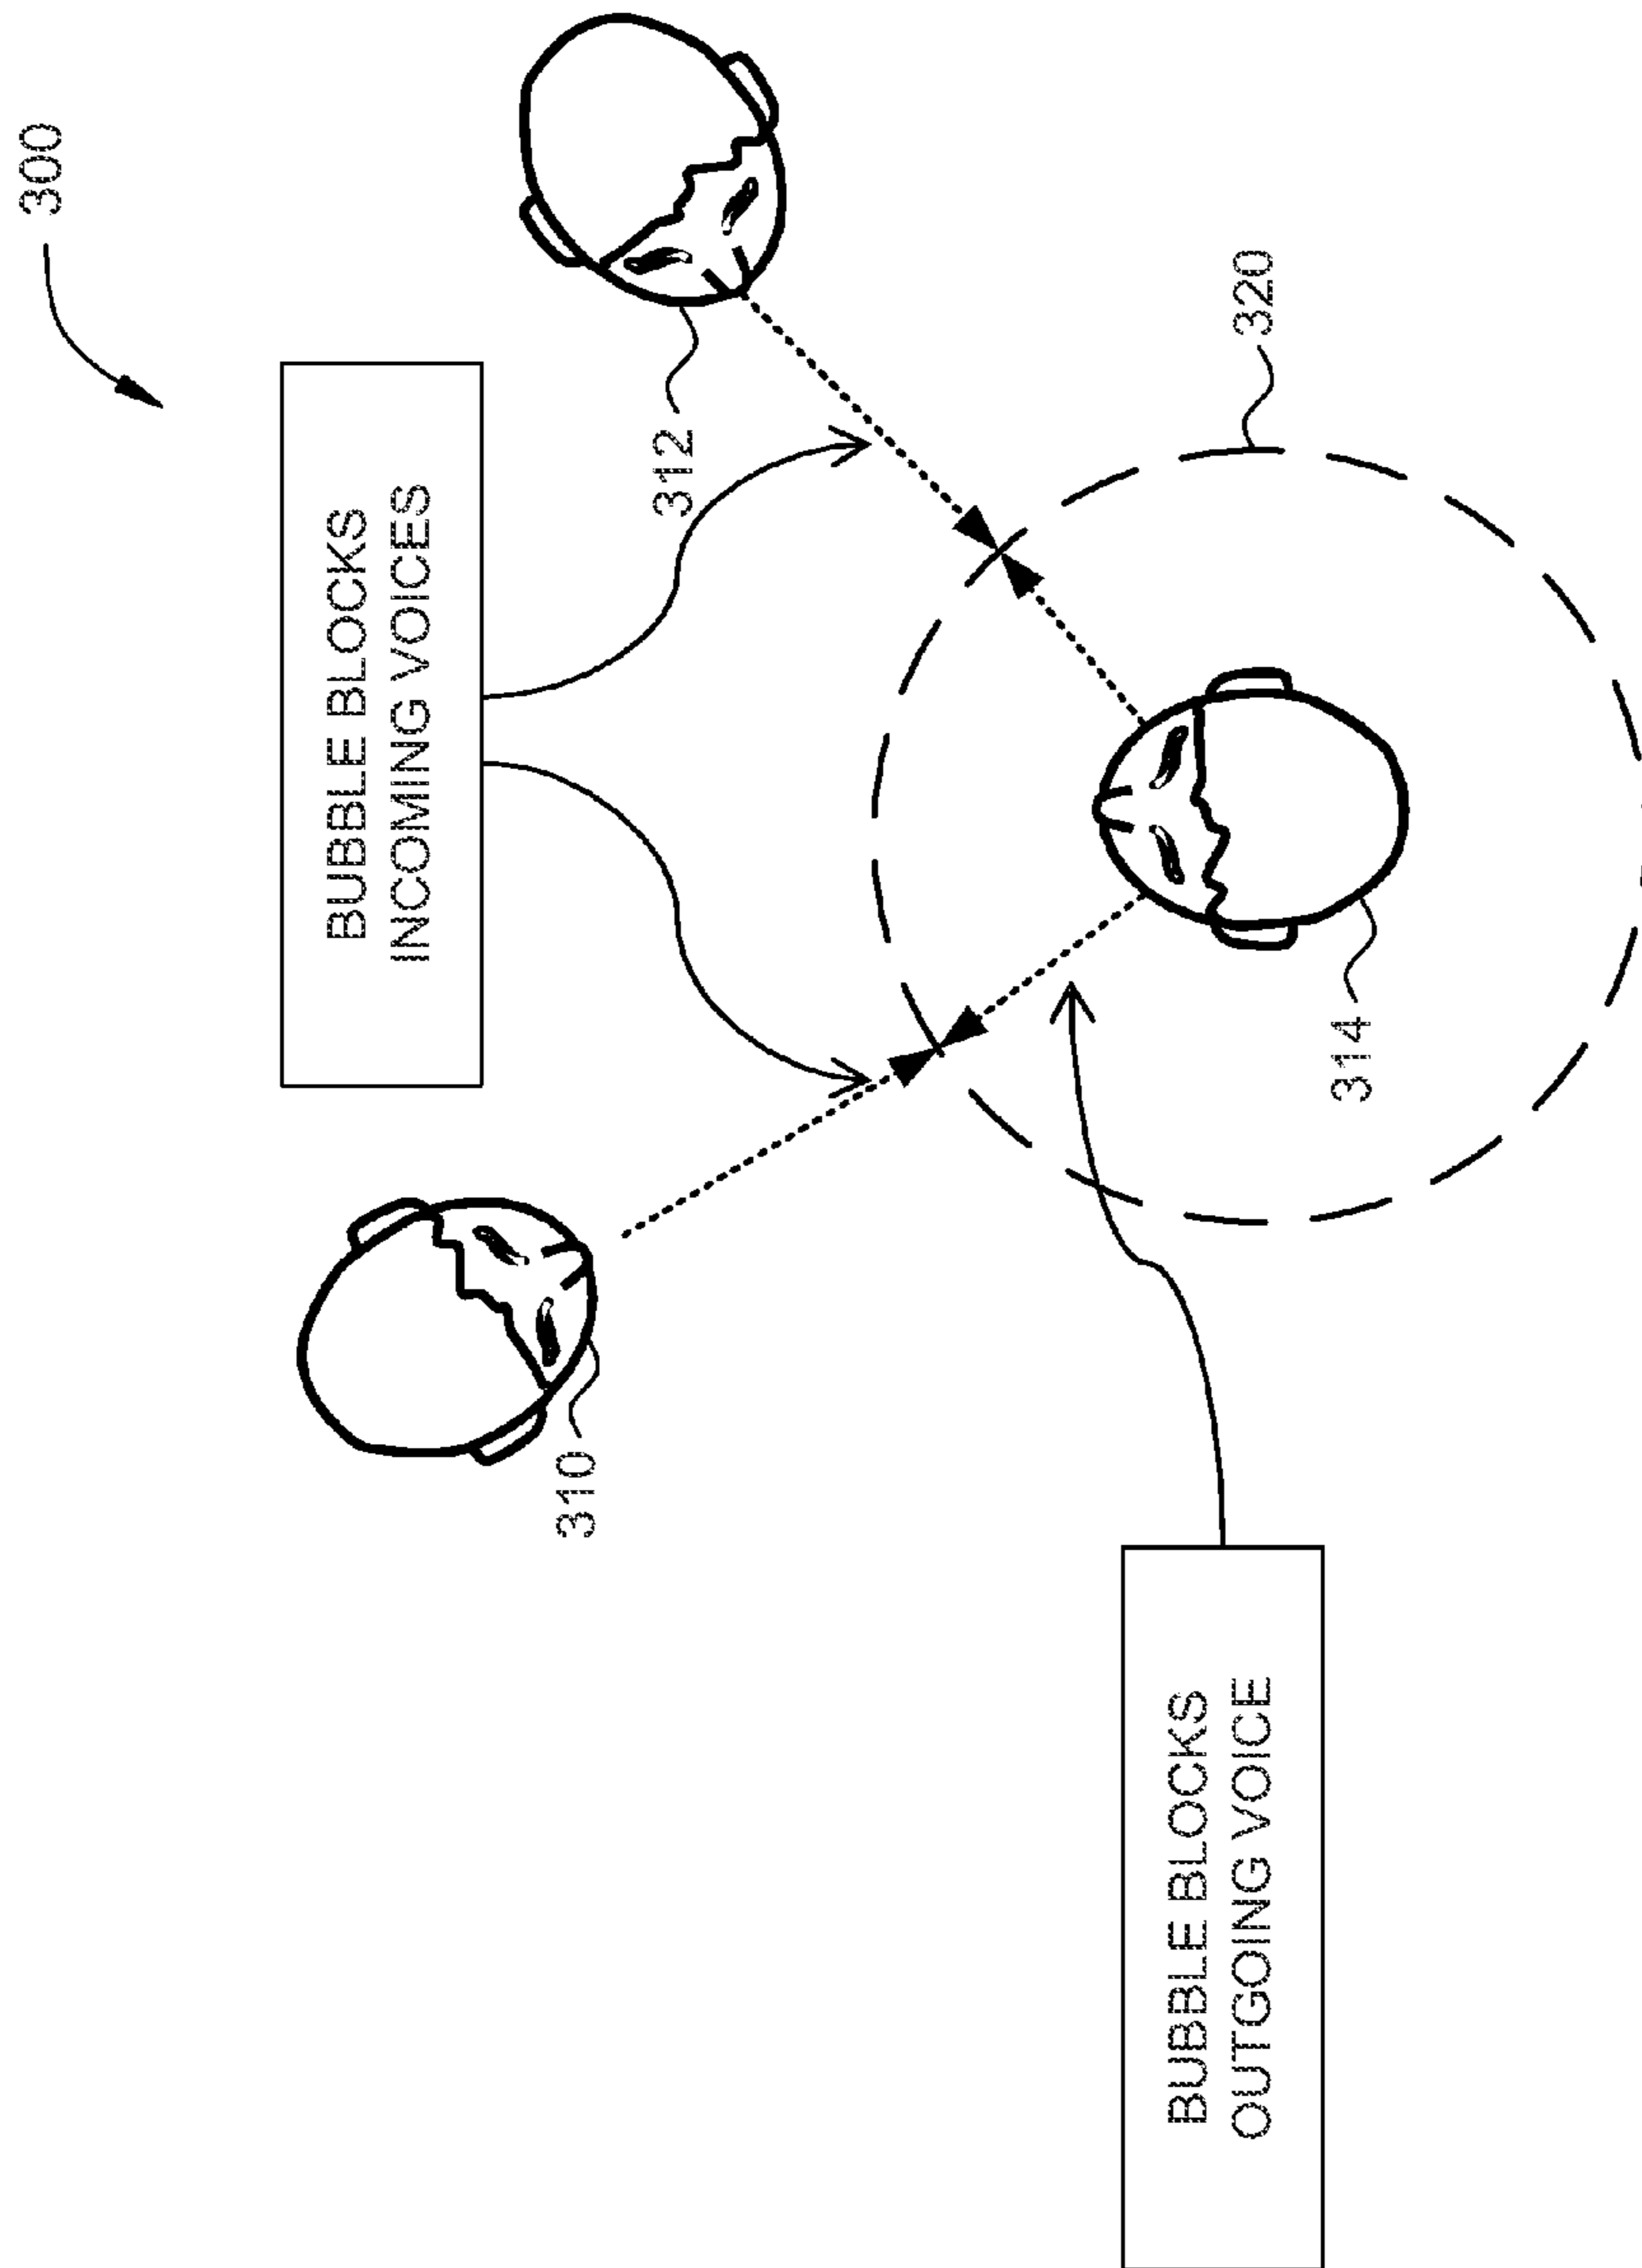 300
BUBBLE BLOCKS
INCOMING VOICES
312
320
310
314
BUBBLE BLOCKS
OUTGOING VOICE